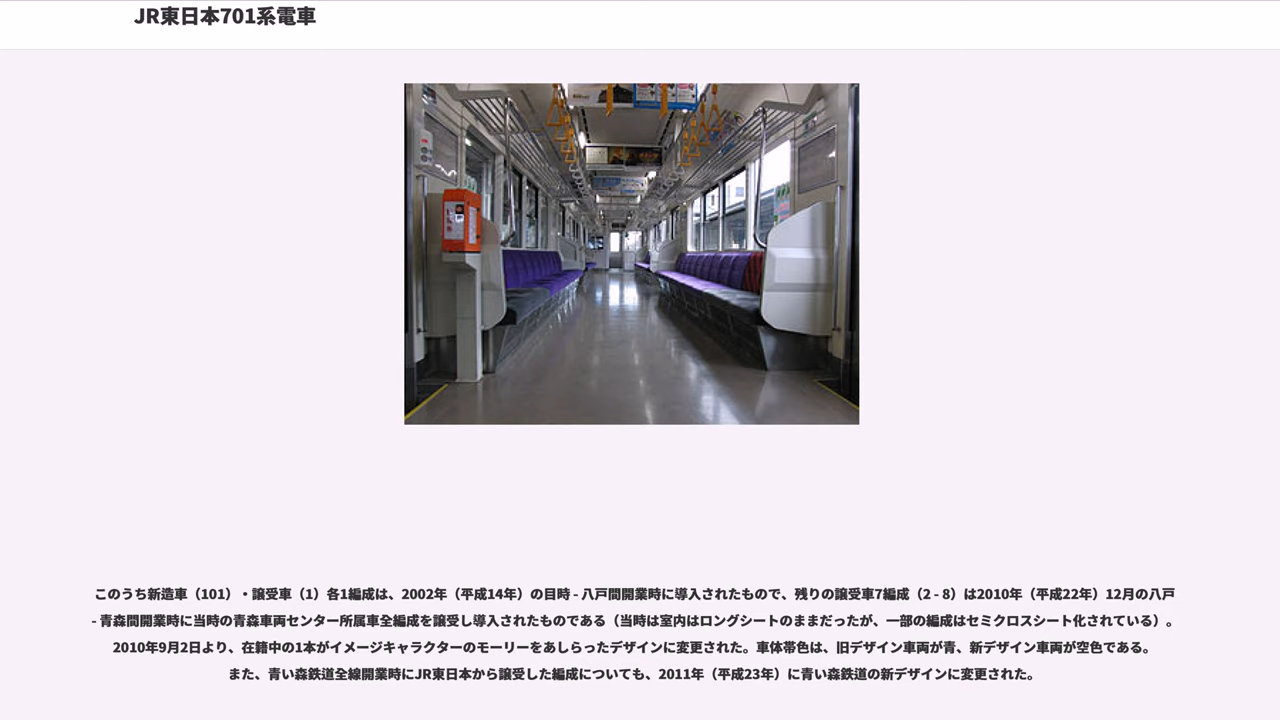 JR東日本701系電車
このうち新造車（101）・譲受車（1）各1編成は、2002年（平成14年）の目時 - 八戸間開業時に導入されたもので、残りの譲受車7編成（2 - 8）は2010年（平成22年）12月の八戸
- 青森間開業時に当時の青森車両センター所属車全編成を譲受し導入されたものである（当時は室内はロングシートのままだったが、一部の編成はセミクロスシート化されている）。
2010年9月2日より、在籍中の1本がイメージキャラクターのモーリーをあしらったデザインに変更された。車体帯色は、旧デザイン車両が青、新デザイン車両が空色である。
また、青い森鉄道全線開業時にJR東日本から譲受した編成についても、2011年（平成23年）に青い森鉄道の新デザインに変更された。